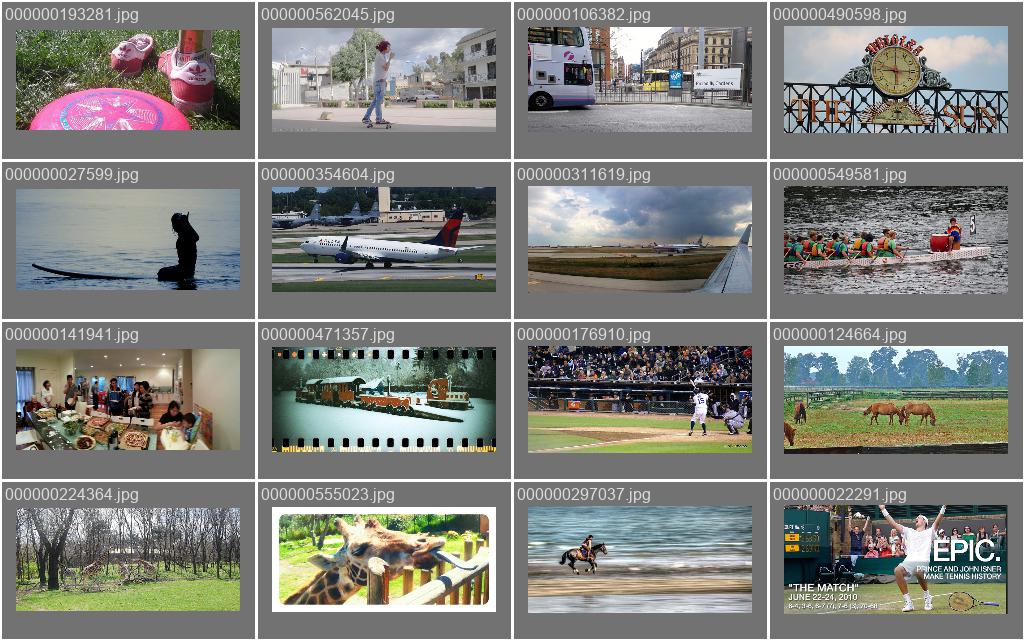 000000193281.jpg
000000562045.jpg
000000106382.jpg
000000490598.jpg
THE SUN
000000027599.jpg
000000354604.jpg
000000311619.jpg
000000549581.jpg
000000141941.jpg
000000471357.jpg
000000176910.jpg
000000124664.jpg
15
000000224364.jpg
000000555023.jpg
000000297037.jpg
000000022291.jpg
EPIC.
PRINCE AND JOHN ISNER
MAKE TENNIS HISTORY
"THE MATCH"
JUNE 22-24, 2010